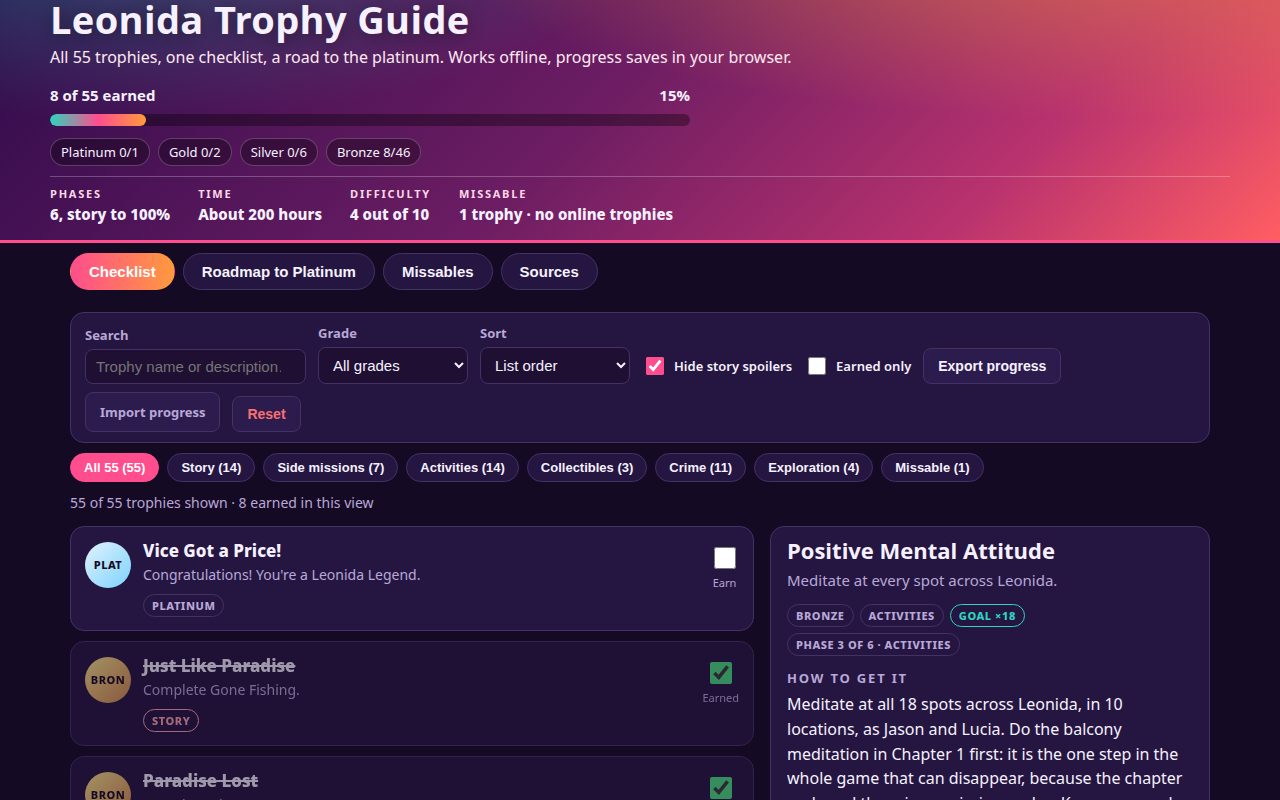 Leonida Trophy Guide
All 55 trophies, one checklist, a road to the platinum. Works offline, progress saves in your browser.
8 of 55 earned 15%
Platinum 0/1 Gold 0/2 Silver 0/6 Bronze 8/46
PHASES TIME DIFFICULTY MISSABLE
6, story to 100% About 200 hours 4 out of 10 1 trophy · no online trophies
Checklist Roadmap to Platinum Missables Sources
Search Grade Sort
Trophy name or description. All grades List order Hide story spoilers Earned only Export progress
Import progress Reset
All 55 (55) Story (14) Side missions (7) Activities (14) Collectibles (3) Crime (11) Exploration (4) Missable (1)
55 of 55 trophies shown · 8 earned in this view
PLAT Vice Got a Price!
Congratulations! You're a Leonida Legend.
Earn
PLATINUM
BRON Just Like Paradise
Complete Gone Fishing.
Earned
STORY
BRON Paradise Lost
Positive Mental Attitude
Meditate at every spot across Leonida.
BRONZE ACTIVITIES GOAL ×18
PHASE 3 OF 6 · ACTIVITIES
HOW TO GET IT
Meditate at all 18 spots across Leonida, in 10
locations, as Jason and Lucia. Do the balcony
meditation in Chapter 1 first: it is the one step in the
whole game that can disappear, because the chapter